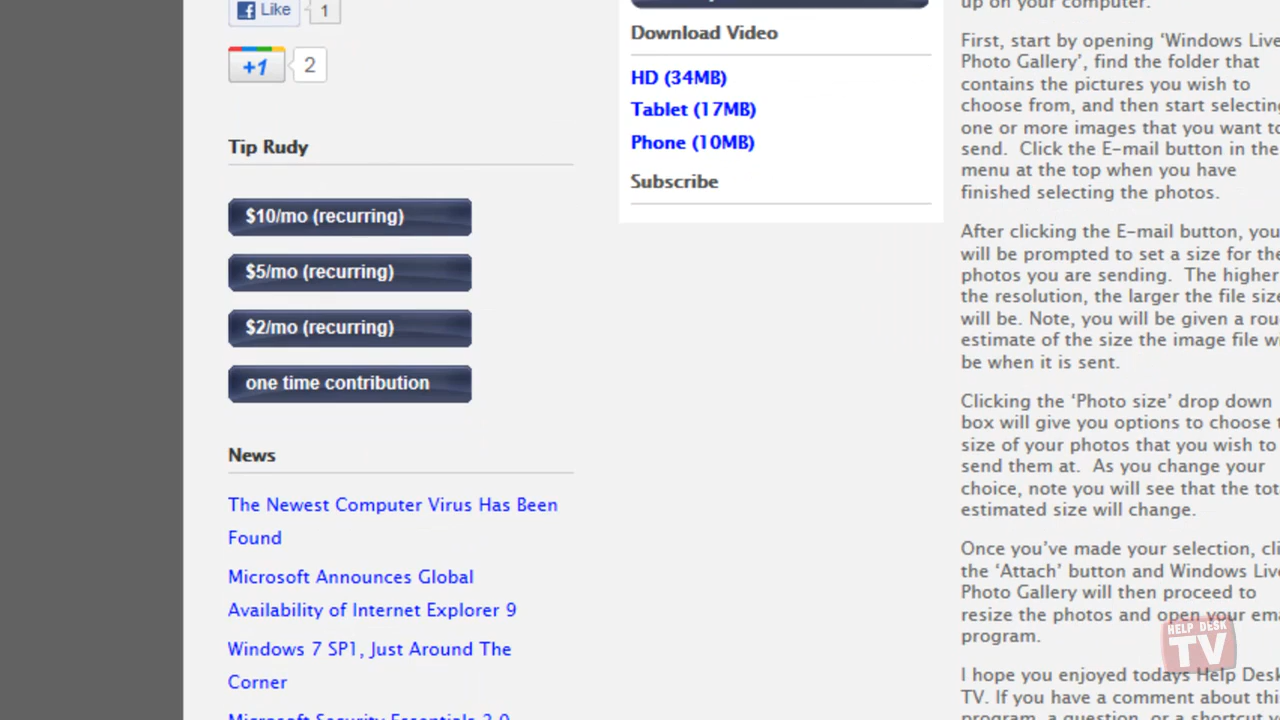 Like
1
+1
2
Tip Rudy
$10/mo (recurring)
$5/mo (recurring)
$2/mo (recurring)
one time contribution
News
The Newest Computer Virus Has Been
Found
Microsoft Announces Global
Availability of Internet Explorer 9
Windows 7 SP1, Just Around The
Corner
Microsoft Security Essentials 2.0
Download Video
HD (34MB)
Tablet (17MB)
Phone (10MB)
Subscribe
up on your computer.
First, start by opening ‘Windows Live
Photo Gallery’, find the folder that
contains the pictures you wish to
choose from, and then start selecting
one or more images that you want to
send. Click the E-mail button in the
menu at the top when you have
finished selecting the photos.
After clicking the E-mail button, you
will be prompted to set a size for the
photos you are sending. The higher
the resolution, the larger the file size
will be. Note, you will be given a rou
estimate of the size the image file wi
be when it is sent.
Clicking the ‘Photo size’ drop down
box will give you options to choose t
size of your photos that you wish to
send them at. As you change your
choice, note you will see that the tot
estimated size will change.
Once you’ve made your selection, cli
the ‘Attach’ button and Windows Live
Photo Gallery will then proceed to
resize the photos and open your ema
program.
I hope you enjoyed todays Help Desk
TV. If you have a comment about thi
program, a question, or a shortcut y
HELP DESK
TV